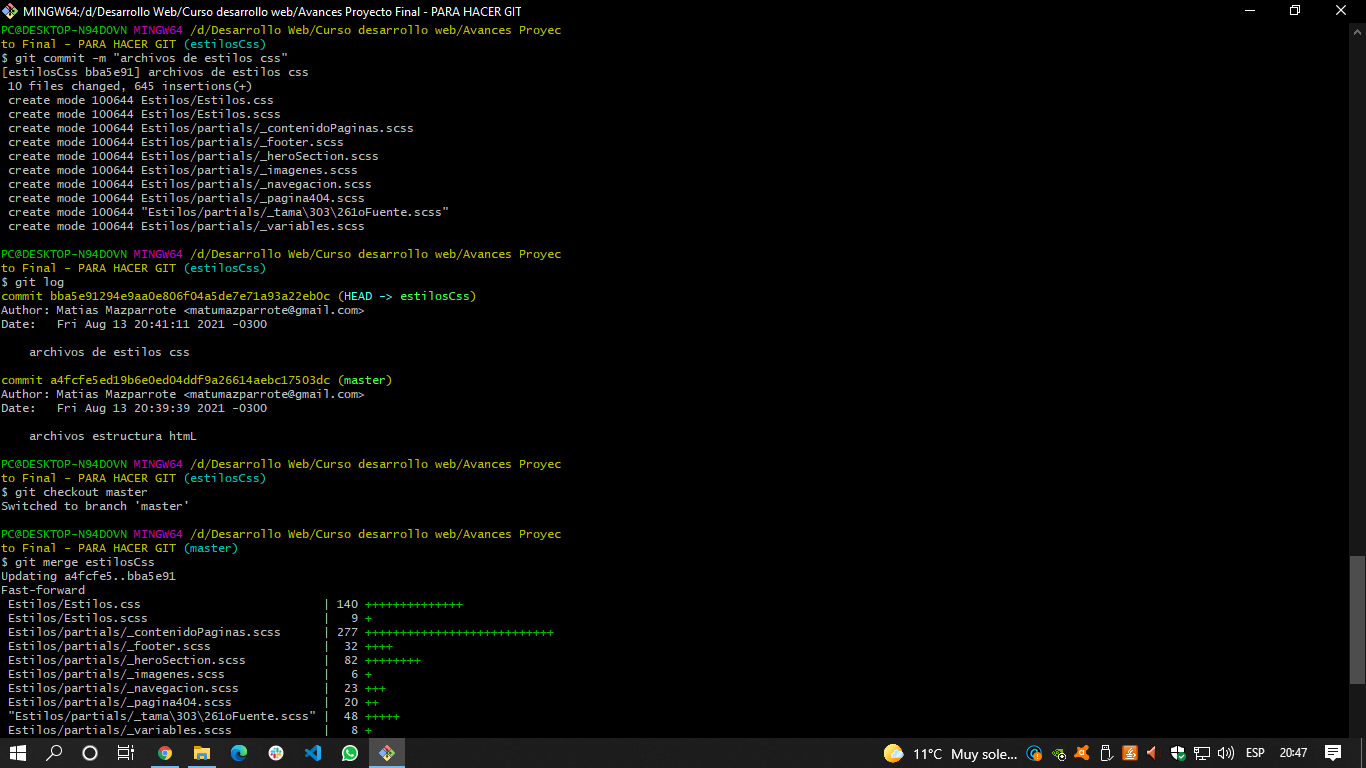 MINGW64:/d/Desarrollo Web/Curso desarrollo web/Avances Proyecto Final - PARA HACER GIT
PC@DESKTOP-N94DOVN MINGW64 /d/Desarrollo Web/Curso desarrollo web/Avances Proyec
to Final - PARA HACER GIT (estilosCss)
$ git commit -m "archivos de estilos css"
[estilosCss bba5e91] archivos de estilos css
 10 files changed, 645 insertions(+)
 create mode 100644 Estilos/Estilos.css
 create mode 100644 Estilos/Estilos.scss
 create mode 100644 Estilos/partials/_contenidoPaginas.scss
 create mode 100644 Estilos/partials/_footer.scss
 create mode 100644 Estilos/partials/_heroSection.scss
 create mode 100644 Estilos/partials/_imagenes.scss
 create mode 100644 Estilos/partials/_navegacion.scss
 create mode 100644 Estilos/partials/_pagina404.scss
 create mode 100644 "Estilos/partials/_tama\303\261oFuente.scss"
 create mode 100644 Estilos/partials/_variables.scss
PC@DESKTOP-N94DOVN MINGW64 /d/Desarrollo Web/Curso desarrollo web/Avances Proyec
to Final - PARA HACER GIT (estilosCss)
$ git log
commit bba5e91294e9aa0e806f04a5de7e71a93a22eb0c (HEAD -> estilosCss)
Author: Matias Mazparrote <matumazparrote@gmail.com>
Date:   Fri Aug 13 20:41:11 2021 -0300
    archivos de estilos css
commit a4fcfe5ed19b6e0ed04ddf9a26614aebc17503dc (master)
Author: Matias Mazparrote <matumazparrote@gmail.com>
Date:   Fri Aug 13 20:39:39 2021 -0300
    archivos estructura htmL
PC@DESKTOP-N94DOVN MINGW64 /d/Desarrollo Web/Curso desarrollo web/Avances Proyec
to Final - PARA HACER GIT (estilosCss)
$ git checkout master
Switched to branch 'master'
PC@DESKTOP-N94DOVN MINGW64 /d/Desarrollo Web/Curso desarrollo web/Avances Proyec
to Final - PARA HACER GIT (master)
$ git merge estilosCss
Updating a4fcfe5..bba5e91
Fast-forward
 Estilos/Estilos.css                          | 140 ++++++++++++++
 Estilos/Estilos.scss                         |   9 +
 Estilos/partials/_contenidoPaginas.scss      | 277 +++++++++++++++++++++++++++
 Estilos/partials/_footer.scss                |  32 ++++
 Estilos/partials/_heroSection.scss           |  82 ++++++++
 Estilos/partials/_imagenes.scss              |   6 +
 Estilos/partials/_navegacion.scss            |  23 +++
 Estilos/partials/_pagina404.scss             |  20 ++
 "Estilos/partials/_tama\303\261oFuente.scss" |  48 +++++
 Estilos/partials/_variables.scss             |   8 +
11°C Muy sole... ESP 20:47